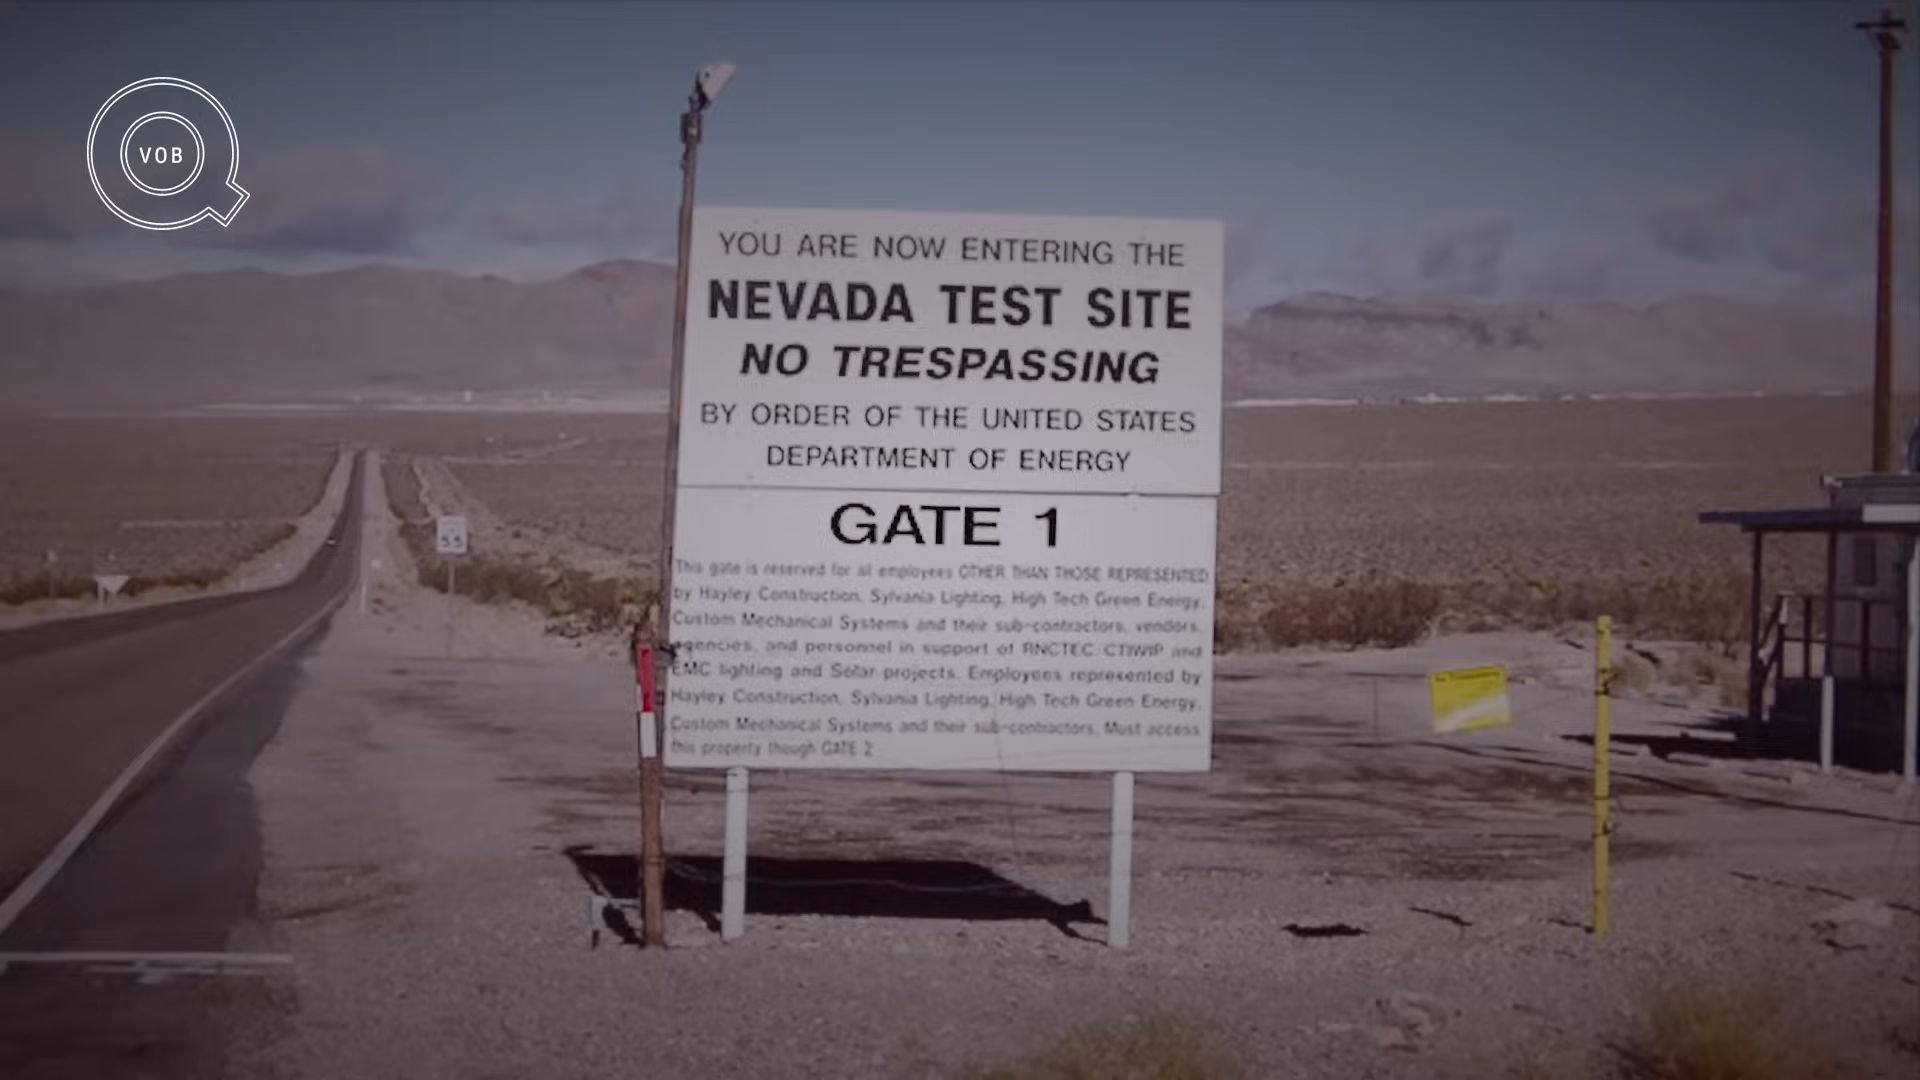 VOB
YOU ARE NOW ENTERING THE
NEVADA TEST SITE
NO TRESPASSING
BY ORDER OF THE UNITED STATES
DEPARTMENT OF ENERGY
GATE 1
This gate is reserved for all employees OTHER THAN THOSE REPRESENTED
by Hayley Construction, Sylvania Lighting, High Tech Green Energy,
Custom Mechanical Systems and their sub-contractors, vendors,
agencies, and personnel in support of RNCTEC/CTIWIP and
EMC lighting and Solar projects. Employees represented by
Hayley Construction, Sylvania Lighting, High Tech Green Energy,
Custom Mechanical Systems and their sub-contractors. Must access
this property though GATE 2
55